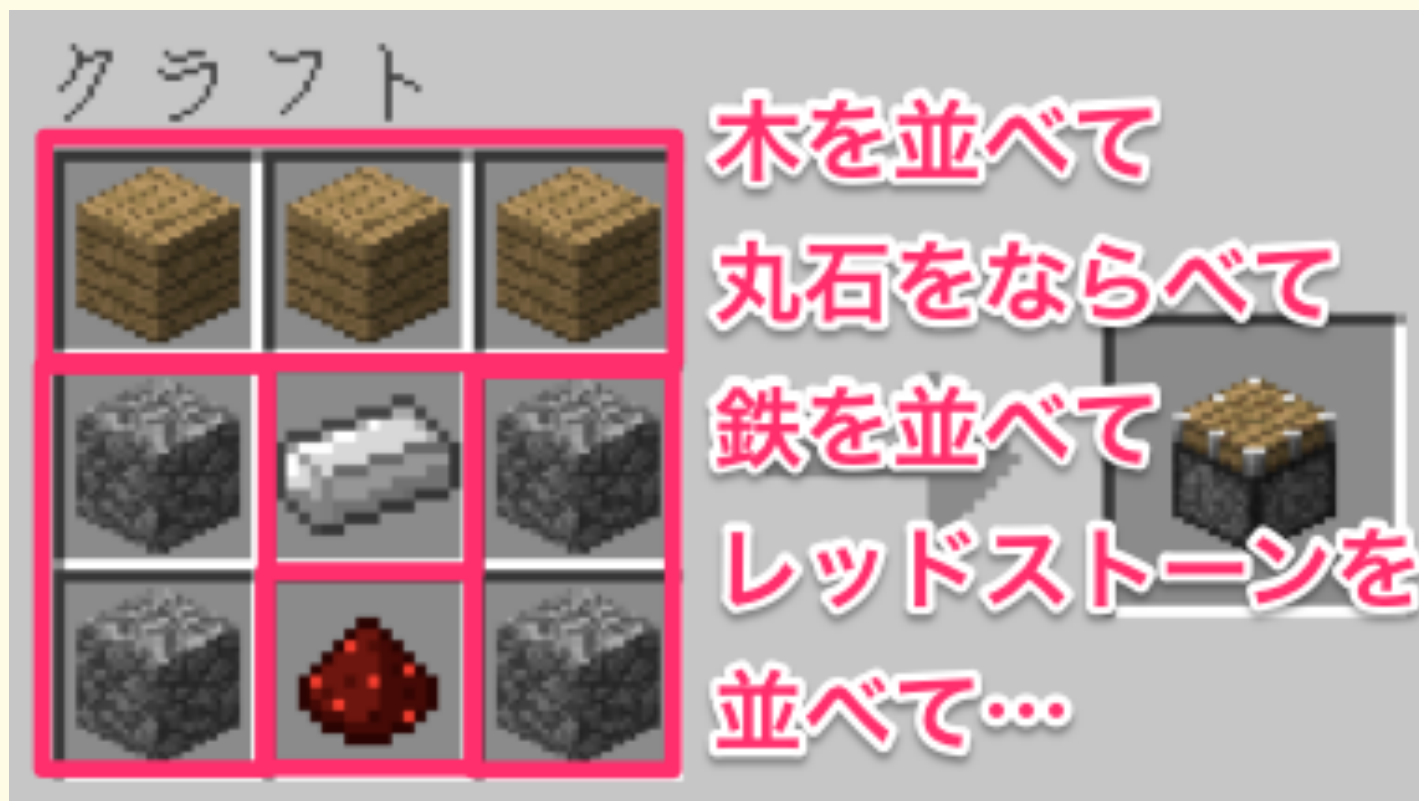 クラフト
木を並べて
丸石をならべて
鉄を並べて
レッドストーンを
並べて…